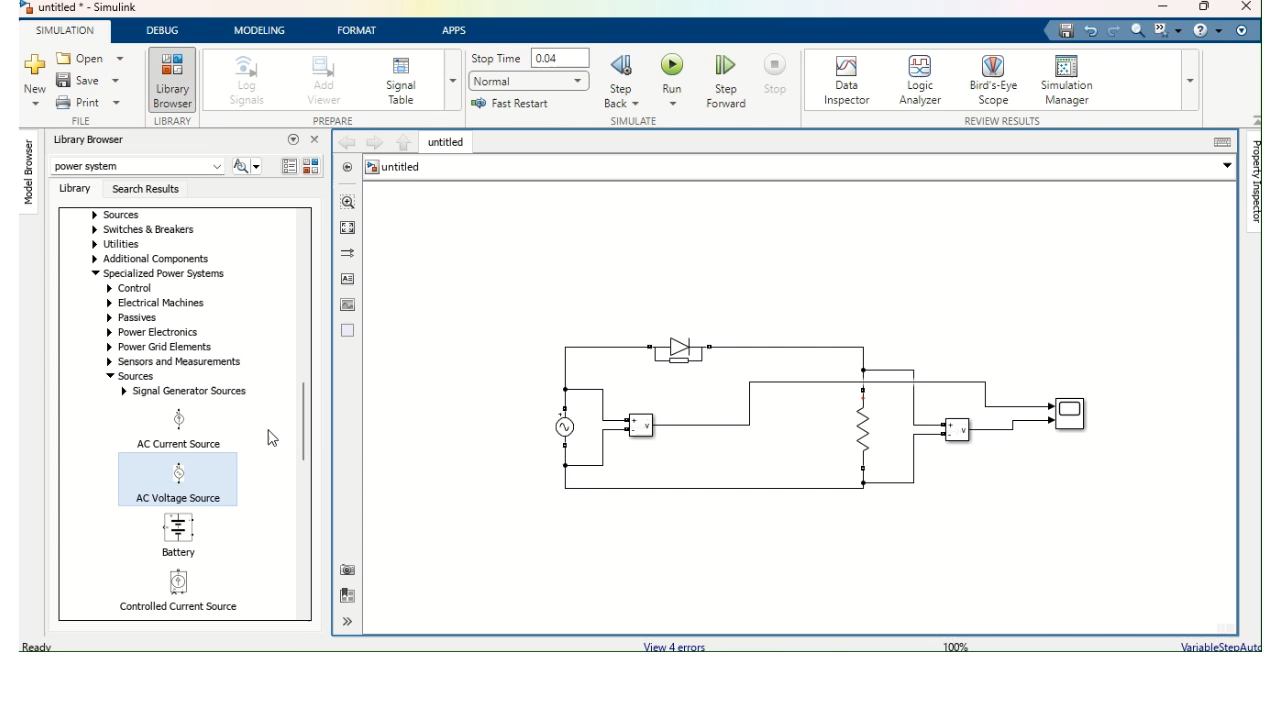 untitled * - Simulink
SIMULATION DEBUG MODELING FORMAT APPS
New
Open
Save
Print
FILE
Library
Browser
LIBRARY
Log
Signals
Add
Viewer
Signal
Table
PREPARE
Stop Time 0.04
Normal
Fast Restart
Step
Back
Run
Step
Forward
Stop
SIMULATE
Data
Inspector
Logic
Analyzer
Bird's-Eye
Scope
Simulation
Manager
REVIEW RESULTS
Model Browser
Library Browser
power system
Library Search Results
Sources
Switches & Breakers
Utilities
Additional Components
Specialized Power Systems
Control
Electrical Machines
Passives
Power Electronics
Power Grid Elements
Sensors and Measurements
Sources
Signal Generator Sources
AC Current Source
AC Voltage Source
Battery
Controlled Current Source
untitled
untitled
+
- v
+
- v
+
Property Inspector
Ready
View 4 errors
100%
VariableStepAuto